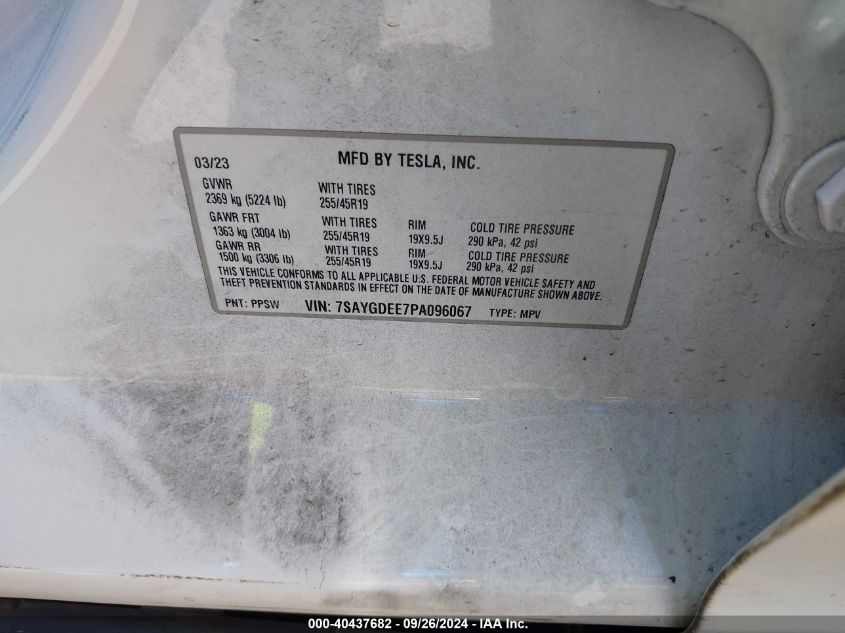 03/23 MFD BY TESLA, INC.
GVWR WITH TIRES
2369 kg (5224 lb) 255/45R19
GAWR FRT WITH TIRES RIM COLD TIRE PRESSURE
1363 kg (3004 lb) 255/45R19 19X9.5J 290 kPa, 42 psi
GAWR RR WITH TIRES RIM COLD TIRE PRESSURE
1500 kg (3306 lb) 255/45R19 19X9.5J 290 kPa, 42 psi
THIS VEHICLE CONFORMS TO ALL APPLICABLE U.S. FEDERAL MOTOR VEHICLE SAFETY AND
THEFT PREVENTION STANDARDS IN EFFECT ON THE DATE OF MANUFACTURE SHOWN ABOVE.
PNT: PPSW VIN: 7SAYGDEE7PA096067 TYPE: MPV
000-40437682 - 09/26/2024 - IAA Inc.